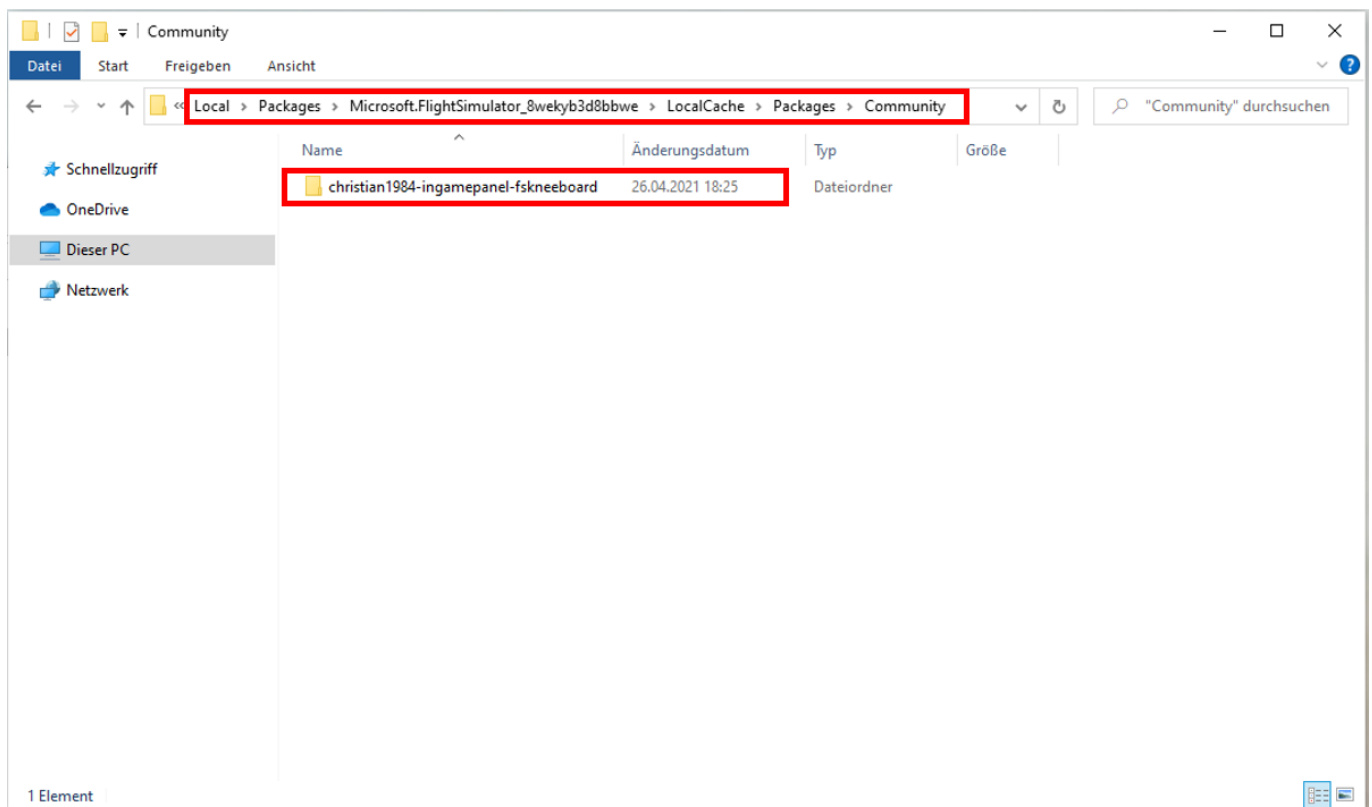 Community
Datei Start Freigeben Ansicht
« Local › Packages › Microsoft.FlightSimulator_8wekyb3d8bbwe › LocalCache › Packages › Community "Community" durchsuchen
Name Änderungsdatum Typ Größe
Schnellzugriff
christian1984-ingamepanel-fskneeboard 26.04.2021 18:25 Dateiordner
OneDrive
Dieser PC
Netzwerk
1 Element